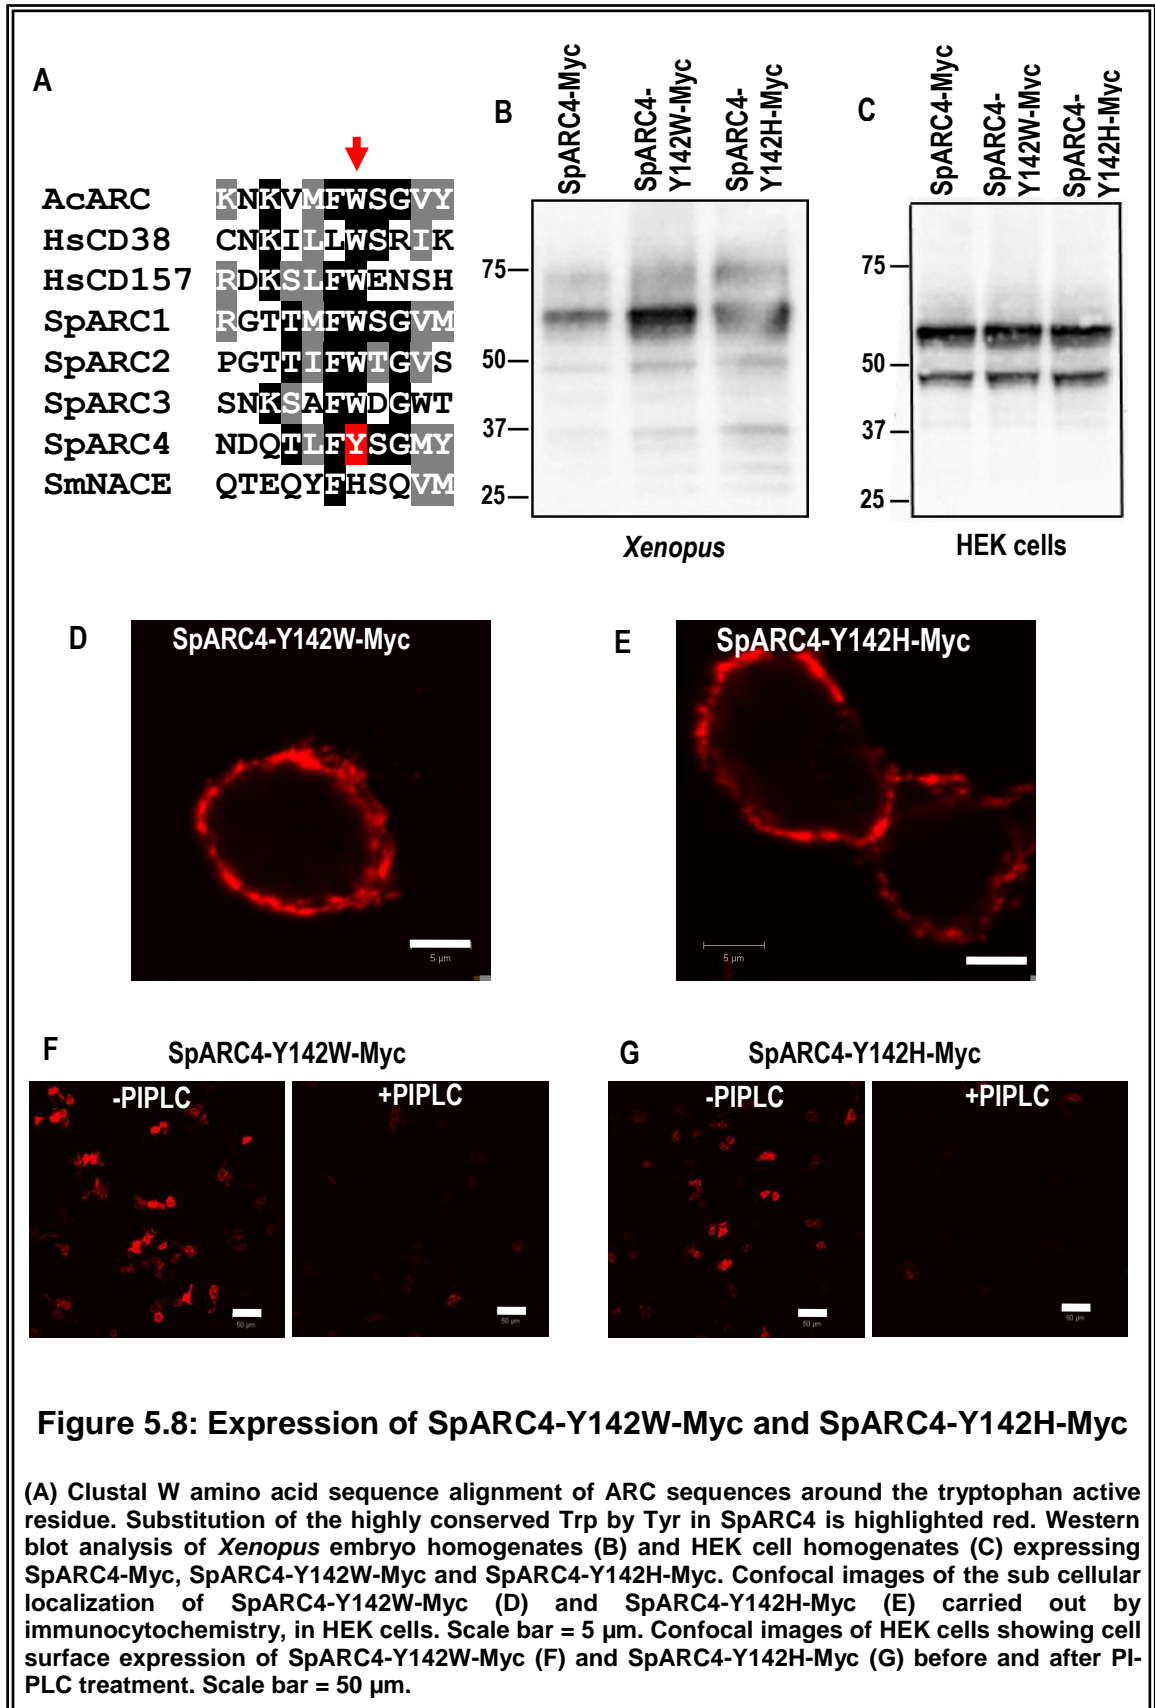 A
AcARC KNKVMFWSGVY
HsCD38 CNKILLWSRIK
HsCD157 RDKSLFWENSH
SpARC1 RGTTMFWSGVM
SpARC2 PGTTIFWTGVS
SpARC3 SNKSAFWDGWT
SpARC4 NDQTLFYSGMY
SmNACE QTEQYFHSQVM
B
SpARC4-Myc
SpARC4-
Y142W-Myc
SpARC4-
Y142H-Myc
75
50
37
25
Xenopus
C
SpARC4-Myc
SpARC4-
Y142W-Myc
SpARC4-
Y142H-Myc
75
50
37
25
HEK cells
D
SpARC4-Y142W-Myc
5 µm
E
SpARC4-Y142H-Myc
5 µm
F
SpARC4-Y142W-Myc
-PIPLC
50 µm
+PIPLC
50 µm
G
SpARC4-Y142H-Myc
-PIPLC
50 µm
+PIPLC
50 µm
Figure 5.8: Expression of SpARC4-Y142W-Myc and SpARC4-Y142H-Myc
(A) Clustal W amino acid sequence alignment of ARC sequences around the tryptophan active
residue. Substitution of the highly conserved Trp by Tyr in SpARC4 is highlighted red. Western
blot analysis of Xenopus embryo homogenates (B) and HEK cell homogenates (C) expressing
SpARC4-Myc, SpARC4-Y142W-Myc and SpARC4-Y142H-Myc. Confocal images of the sub cellular
localization of SpARC4-Y142W-Myc (D) and SpARC4-Y142H-Myc (E) carried out by
immunocytochemistry, in HEK cells. Scale bar = 5 µm. Confocal images of HEK cells showing cell
surface expression of SpARC4-Y142W-Myc (F) and SpARC4-Y142H-Myc (G) before and after PI-
PLC treatment. Scale bar = 50 µm.